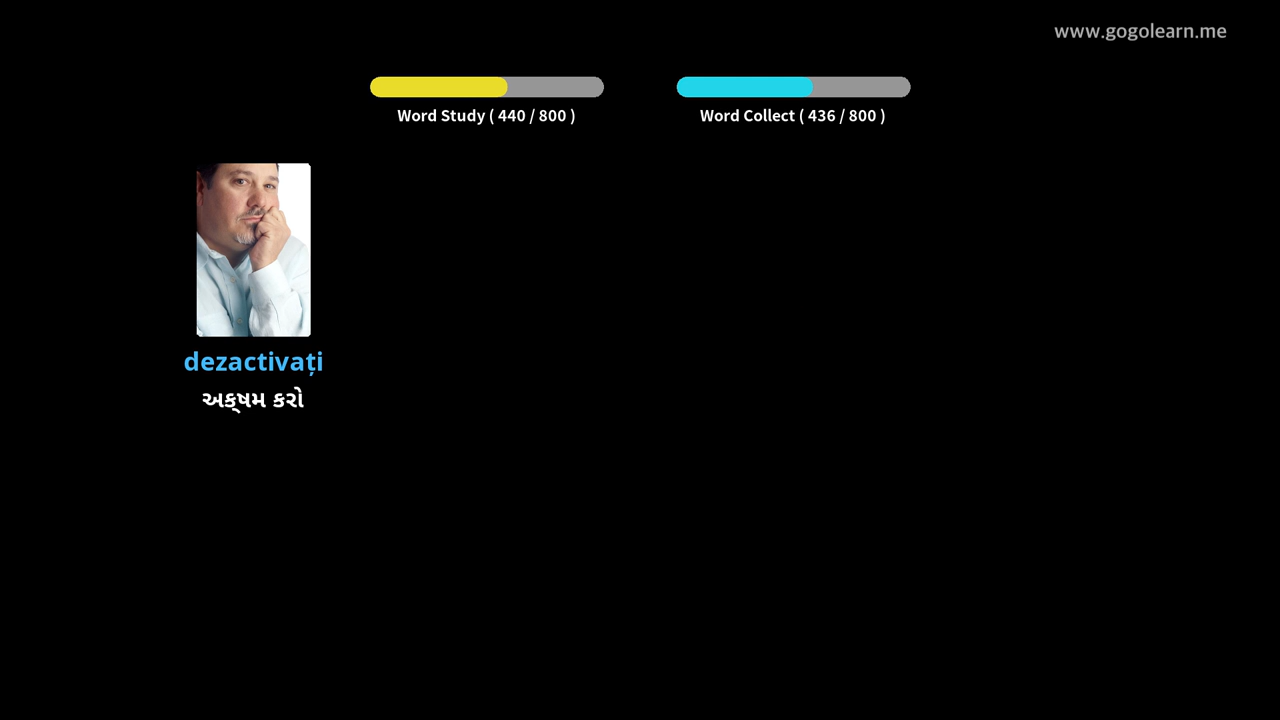 www.gogolearn.me
Word Study ( 440 / 800 )
Word Collect ( 436 / 800 )
dezactivați
અક્ષમ કરો